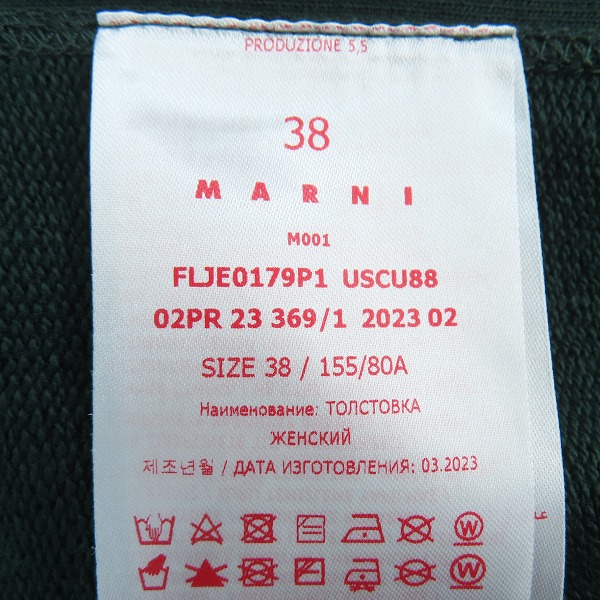 PRODUZIONE 5,5
38
MARNI
M001
FLJE0179P1 USCU88
02PR 23 369/1 2023 02
SIZE 38 / 155/80A
Наименование: ТОЛСТОВКА
ЖЕНСКИЙ
제조년월 / ДАТА ИЗГОТОВЛЕНИЯ: 03.2023
W
W